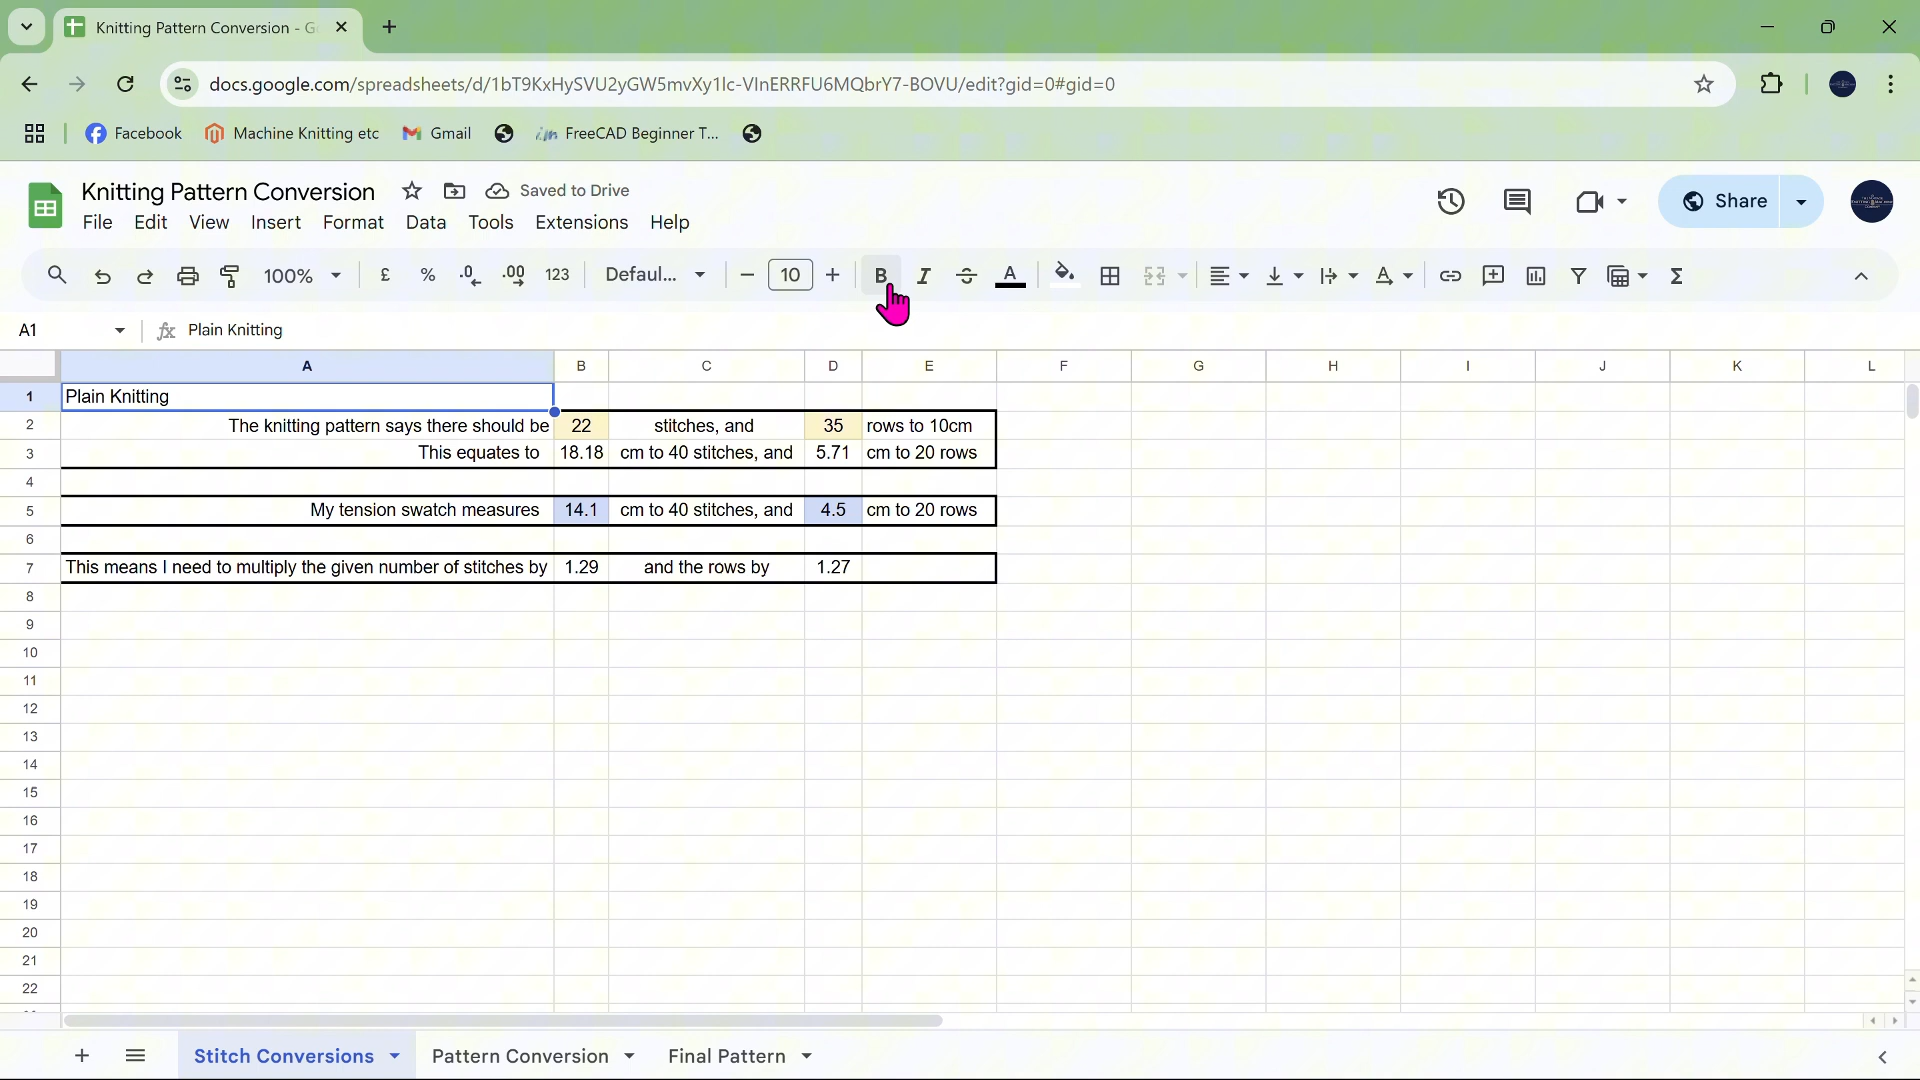 Knitting Pattern Conversion - G
docs.google.com/spreadsheets/d/1bT9KxHySVU2yGW5mvXy1lc-VInERRFU6MQbrY7-BOVU/edit?gid=0#gid=0
Facebook Machine Knitting etc Gmail FreeCAD Beginner T...
Knitting Pattern Conversion Saved to Drive
File Edit View Insert Format Data Tools Extensions Help
Share
100% £ % .0 .00 123 Defaul... 10 B I S A
A1 fx Plain Knitting
A B C D E F G H I J K L
1 Plain Knitting
2 The knitting pattern says there should be 22 stitches, and 35 rows to 10cm
3 This equates to 18.18 cm to 40 stitches, and 5.71 cm to 20 rows
4
5 My tension swatch measures 14.1 cm to 40 stitches, and 4.5 cm to 20 rows
6
7 This means I need to multiply the given number of stitches by 1.29 and the rows by 1.27
8
9
10
11
12
13
14
15
16
17
18
19
20
21
22
Stitch Conversions Pattern Conversion Final Pattern